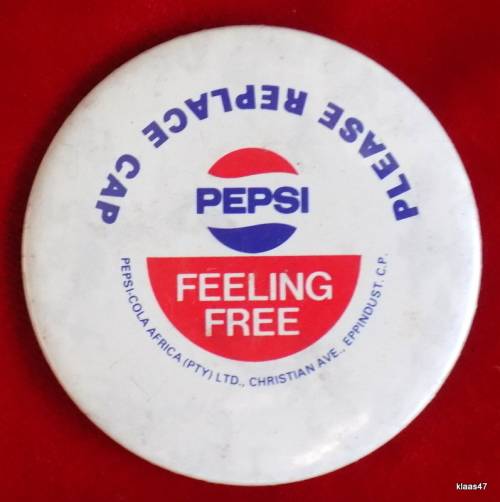 PLEASE REPLACE CAP
PEPSI
FEELING
FREE
PEPSI-COLA AFRICA (PTY) LTD., CHRISTIAN AVE., EPPINDUST. C.P.
klaas47